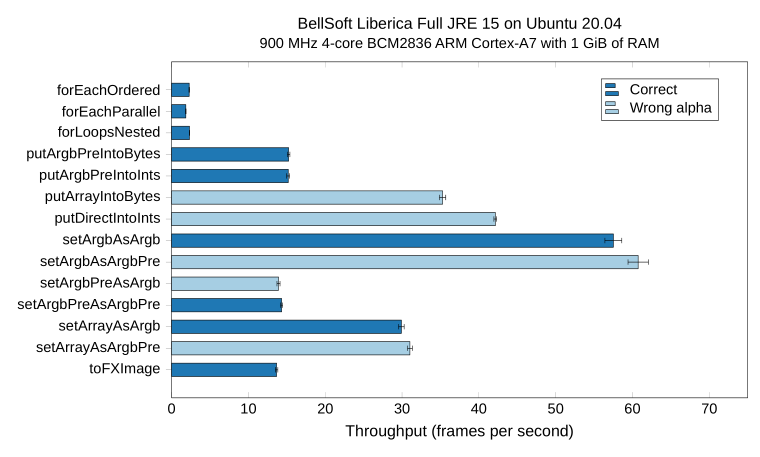 BellSoft Liberica Full JRE 15 on Ubuntu 20.04
900 MHz 4-core BCM2836 ARM Cortex-A7 with 1 GiB of RAM
Correct
Wrong alpha
forEachOrdered
forEachParallel
forLoopsNested
putArgbPreIntoBytes
putArgbPreIntoInts
putArrayIntoBytes
putDirectIntoInts
setArgbAsArgb
setArgbAsArgbPre
setArgbPreAsArgb
setArgbPreAsArgbPre
setArrayAsArgb
setArrayAsArgbPre
toFXImage
0 10 20 30 40 50 60 70
Throughput (frames per second)